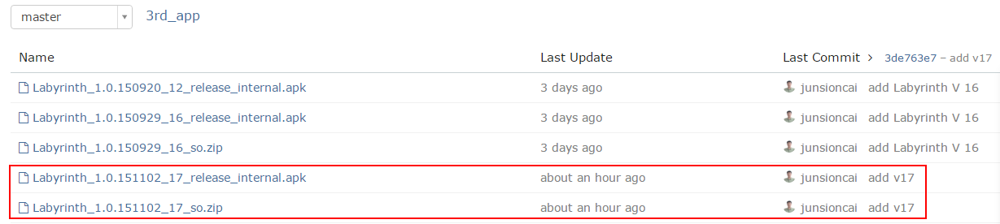 master 3rd_app
Name Last Update Last Commit > 3de763e7 – add v17
Labyrinth_1.0.150920_12_release_internal.apk 3 days ago junsioncai add Labyrinth V 16
Labyrinth_1.0.150929_16_release_internal.apk 3 days ago junsioncai add Labyrinth V 16
Labyrinth_1.0.150929_16_so.zip 3 days ago junsioncai add Labyrinth V 16
Labyrinth_1.0.151102_17_release_internal.apk about an hour ago junsioncai add v17
Labyrinth_1.0.151102_17_so.zip about an hour ago junsioncai add v17